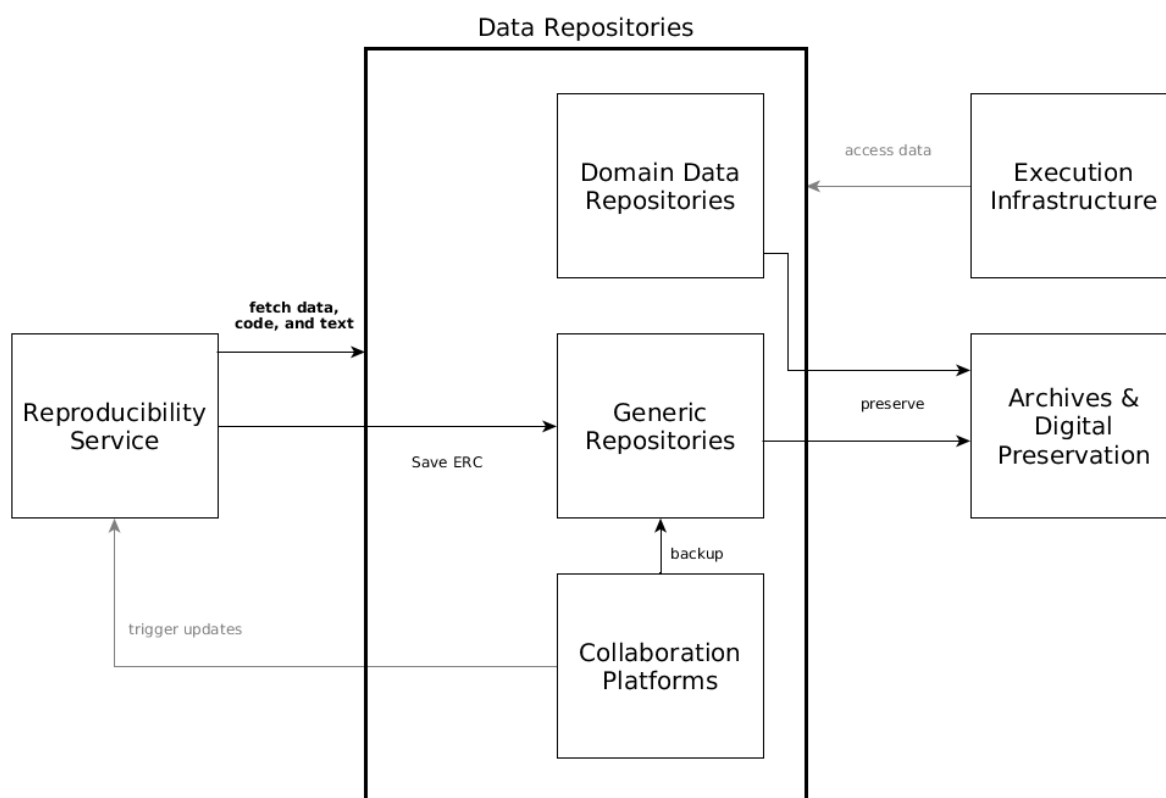 Data Repositories
Domain Data
Repositories
access data
Execution
Infrastructure
fetch data,
code, and text
Reproducibility
Service
Save ERC
Generic
Repositories
preserve
Archives &
Digital
Preservation
backup
trigger updates
Collaboration
Platforms